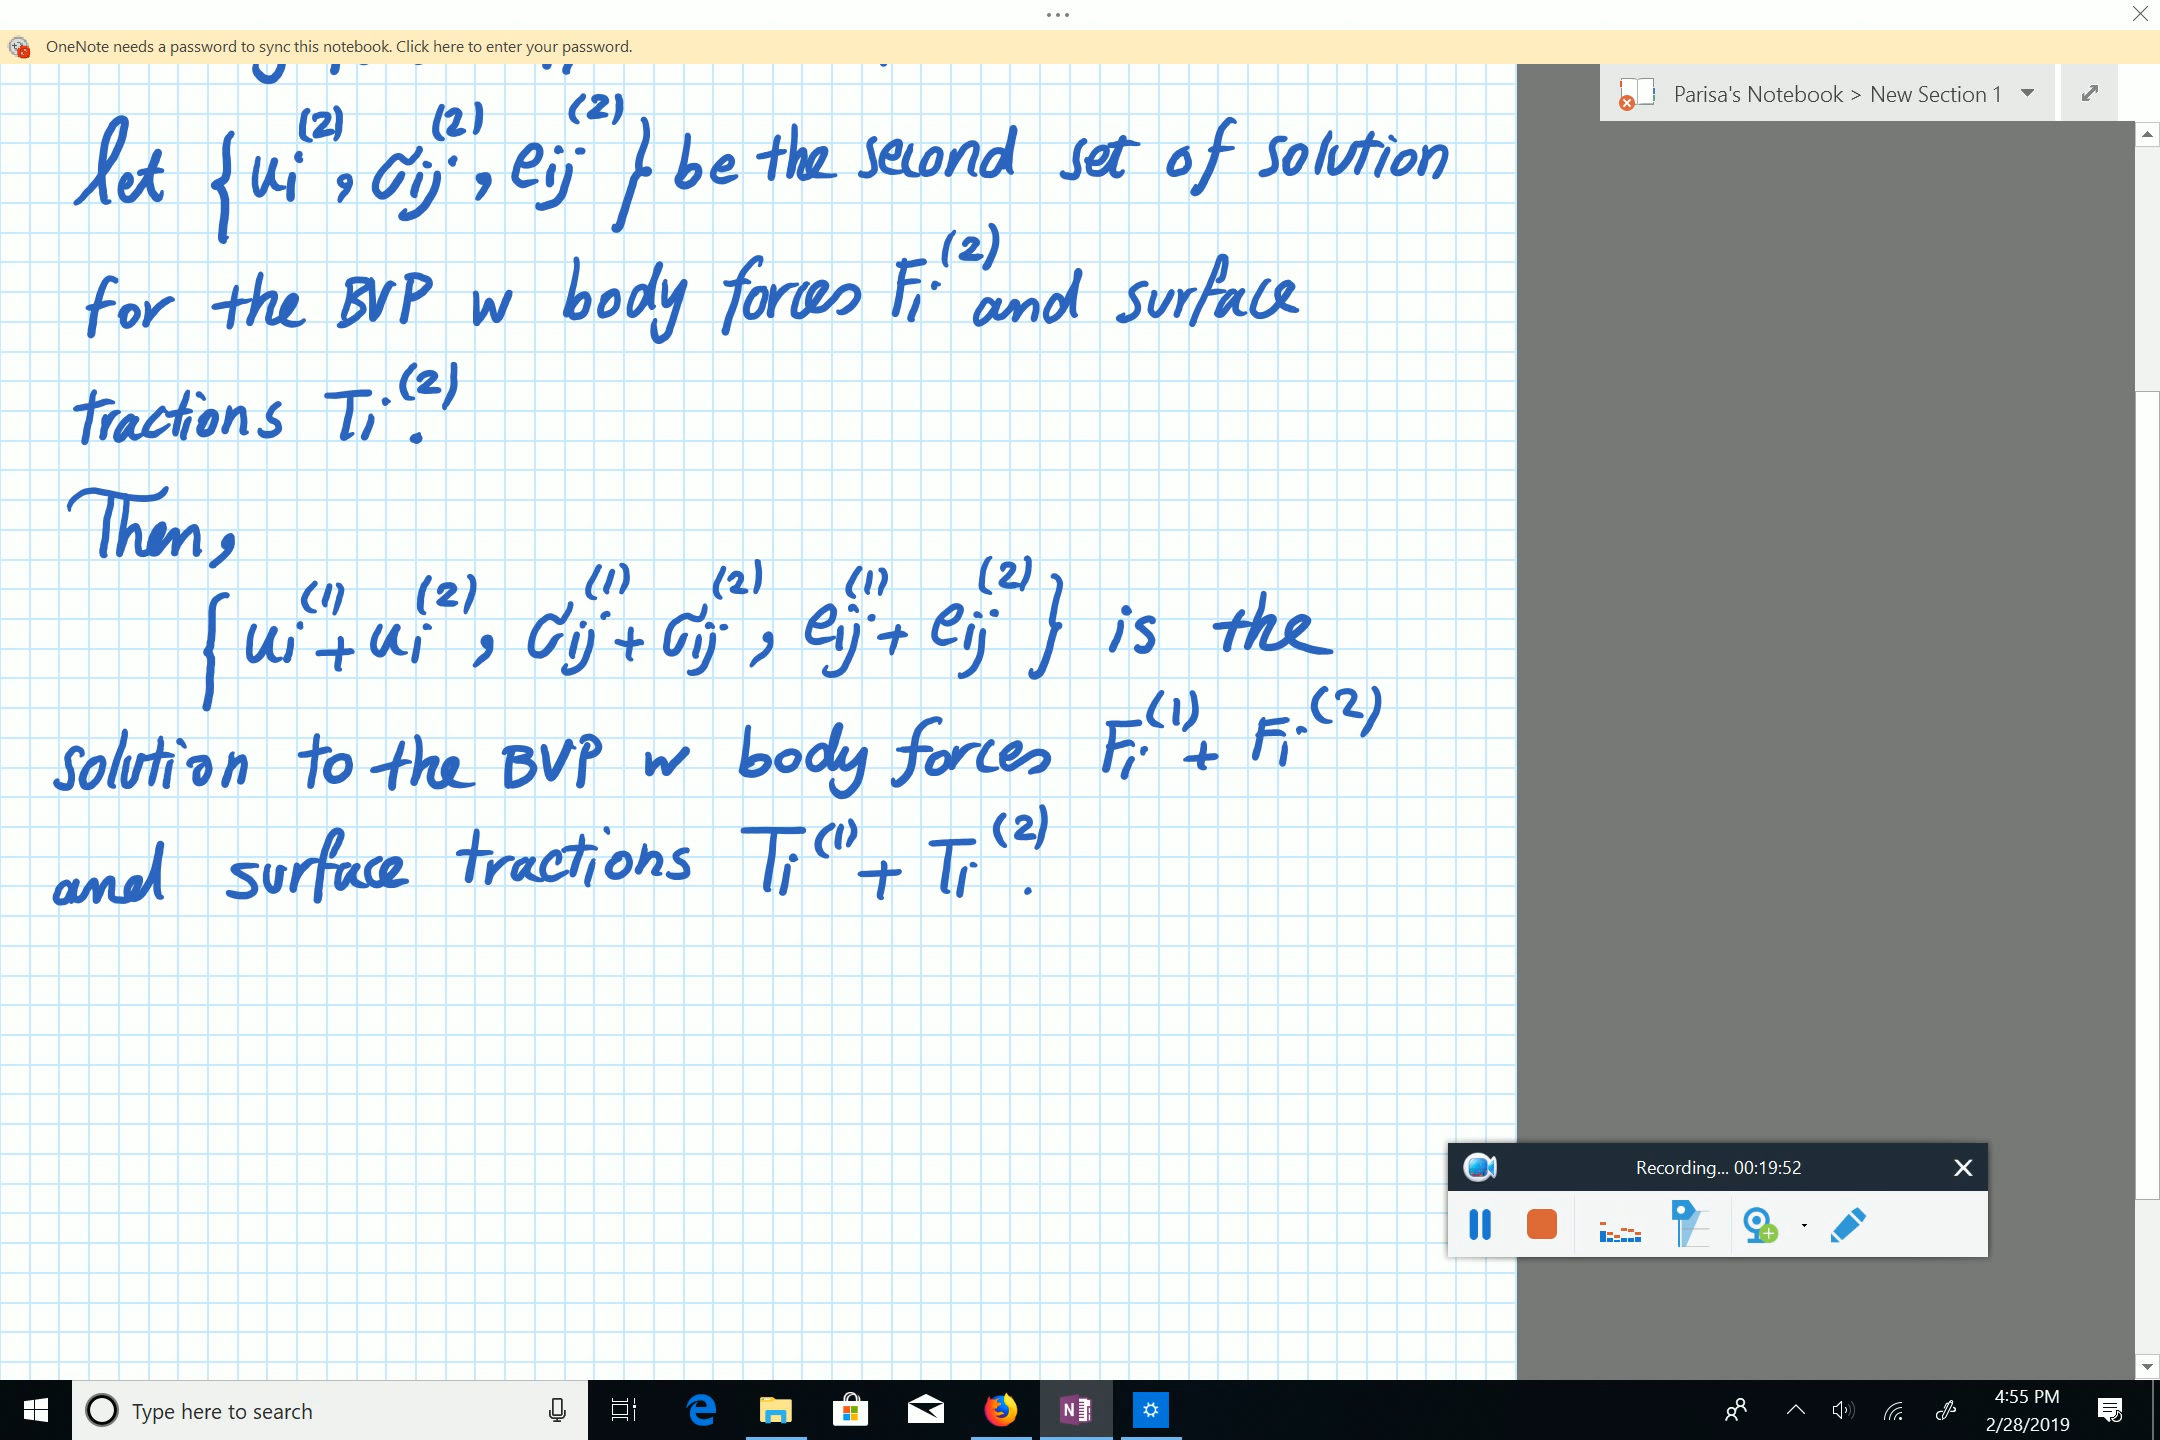 OneNote needs a password to sync this notebook. Click here to enter your password.
Parisa's Notebook > New Section 1
let {uᵢ⁽²⁾, σᵢⱼ⁽²⁾, eᵢⱼ⁽²⁾} be the second set of solution
for the BVP w body forces Fᵢ⁽²⁾ and surface
tractions Tᵢ⁽²⁾.
Then,
{uᵢ⁽¹⁾ + uᵢ⁽²⁾, σᵢⱼ⁽¹⁾ + σᵢⱼ⁽²⁾, eᵢⱼ⁽¹⁾ + eᵢⱼ⁽²⁾} is the
solution to the BVP w body forces Fᵢ⁽¹⁾ + Fᵢ⁽²⁾
and surface tractions Tᵢ⁽¹⁾ + Tᵢ⁽²⁾.
Recording... 00:19:52
Type here to search
4:55 PM
2/28/2019